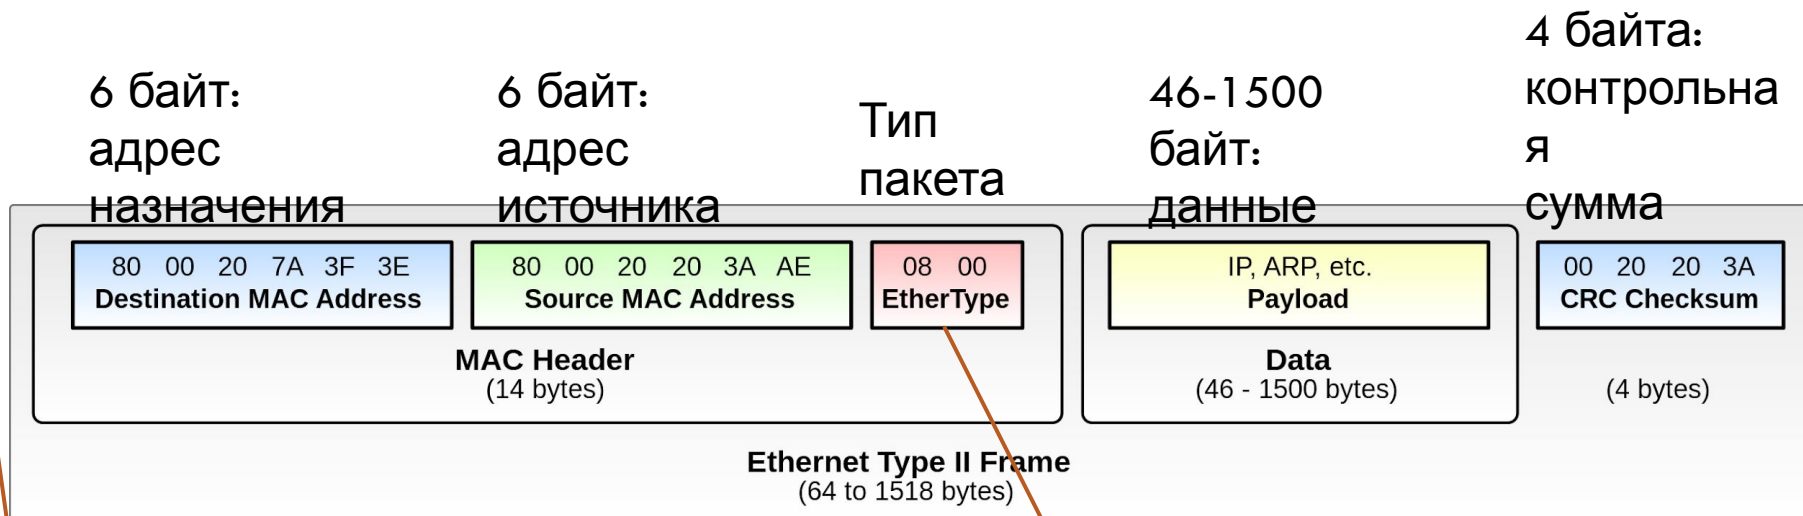 6 байт:
адрес
назначения
6 байт:
адрес
источника
Тип
пакета
46-1500
байт:
данные
4 байта:
контрольна
я
сумма
80 00 20 7A 3F 3E
Destination MAC Address
80 00 20 20 3A AE
Source MAC Address
08 00
EtherType
IP, ARP, etc.
Payload
00 20 20 3A
CRC Checksum
MAC Header
(14 bytes)
Data
(46 - 1500 bytes)
(4 bytes)
Ethernet Type II Frame
(64 to 1518 bytes)